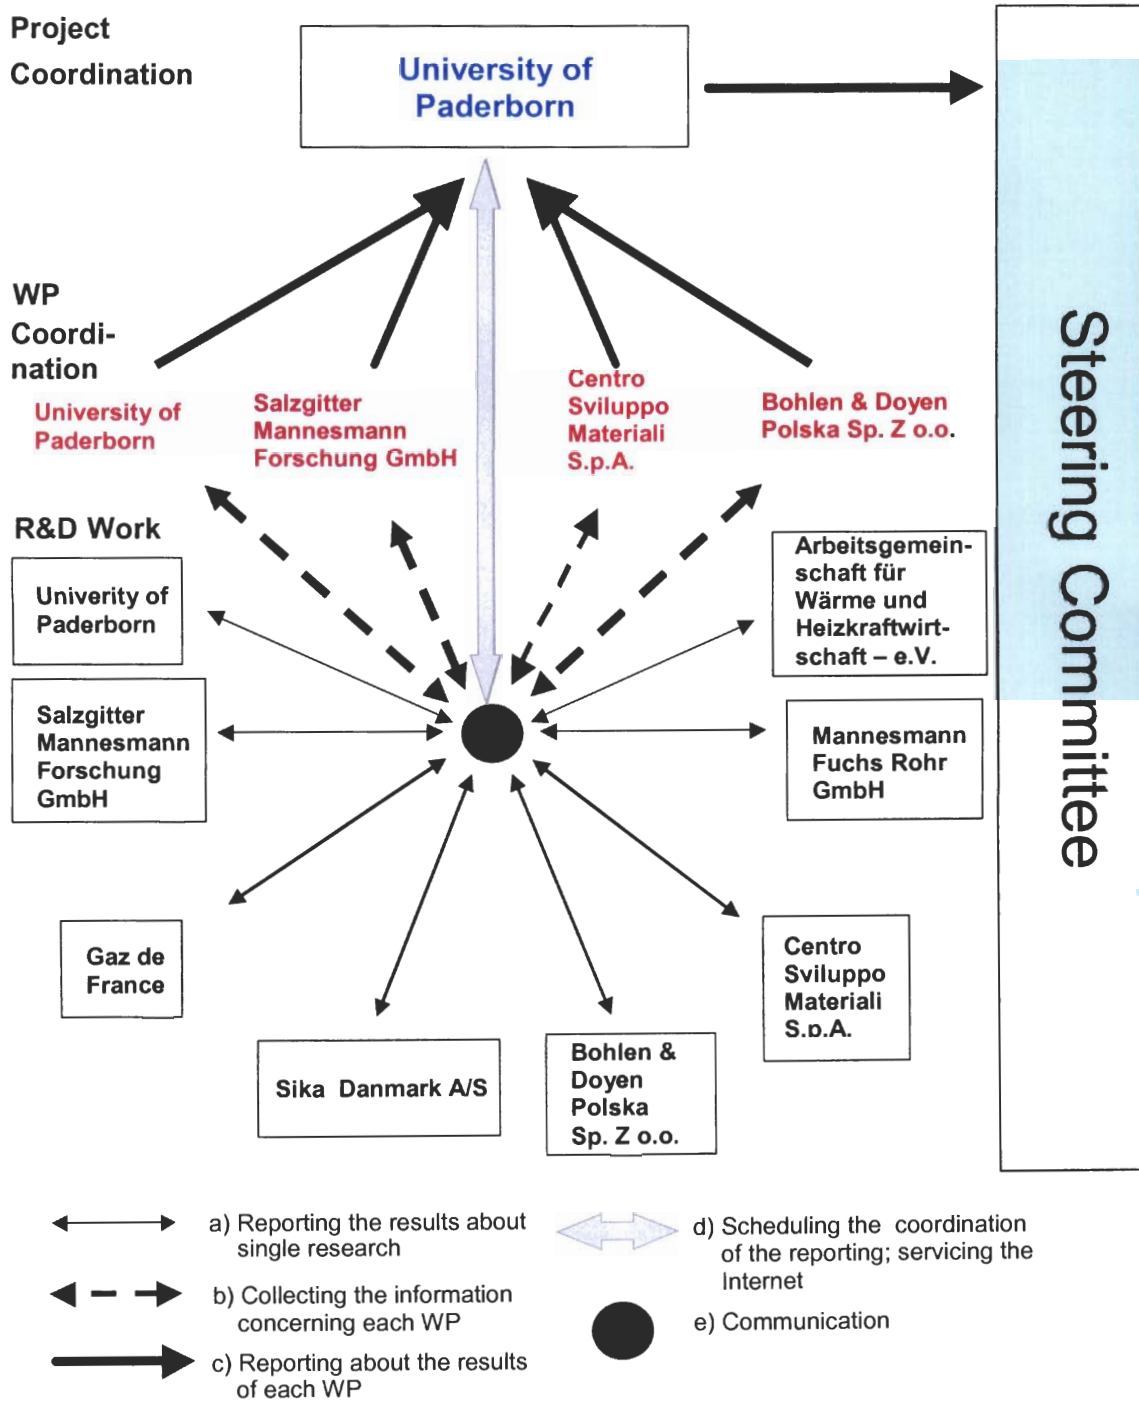 Project
Coordination
University of
Paderborn
WP
Coordi-
nation
University of
Paderborn
Salzgitter
Mannesmann
Forschung GmbH
Centro
Sviluppo
Materiali
S.p.A.
Bohlen & Doyen
Polska Sp. Z o.o.
Steering Committee
R&D Work
Univerity of
Paderborn
Arbeitsgemein-
schaft für
Wärme und
Heizkraftwirt-
schaft – e.V.
Salzgitter
Mannesmann
Forschung
GmbH
Mannesmann
Fuchs Rohr
GmbH
Gaz de
France
Sika Danmark A/S
Bohlen &
Doyen
Polska
Sp. Z o.o.
Centro
Sviluppo
Materiali
S.p.A.
a) Reporting the results about
single research
b) Collecting the information
concerning each WP
c) Reporting about the results
of each WP
d) Scheduling the coordination
of the reporting; servicing the
Internet
e) Communication